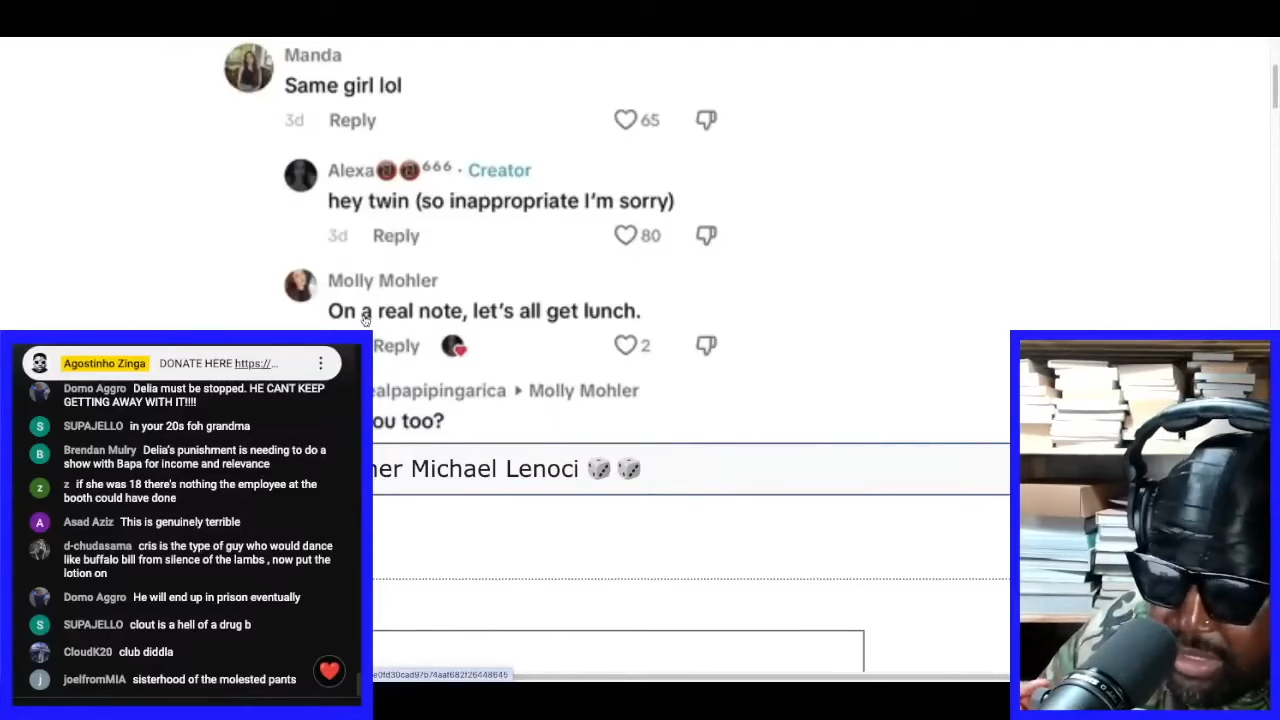 Manda
Same girl lol
3d Reply 65
Alexa🔞🔞⁶⁶⁶ · Creator
hey twin (so inappropriate I'm sorry)
3d Reply 80
Molly Mohler
On a real note, let's all get lunch.
Reply 2
ealpapipingarica ▸ Molly Mohler
ou too?
her Michael Lenoci 🎲🎲
Agostinho Zinga DONATE HERE https://...
Domo Aggro Delia must be stopped. HE CANT KEEP
GETTING AWAY WITH IT!!!!
S SUPAJELLO in your 20s foh grandma
B Brendan Mulry Delia's punishment is needing to do a
show with Bapa for income and relevance
z z if she was 18 there's nothing the employee at the
booth could have done
A Asad Aziz This is genuinely terrible
d-chudasama cris is the type of guy who would dance
like buffalo bill from silence of the lambs , now put the
lotion on
Domo Aggro He will end up in prison eventually
S SUPAJELLO clout is a hell of a drug b
CloudK20 club diddla
j joelfromMIA sisterhood of the molested pants